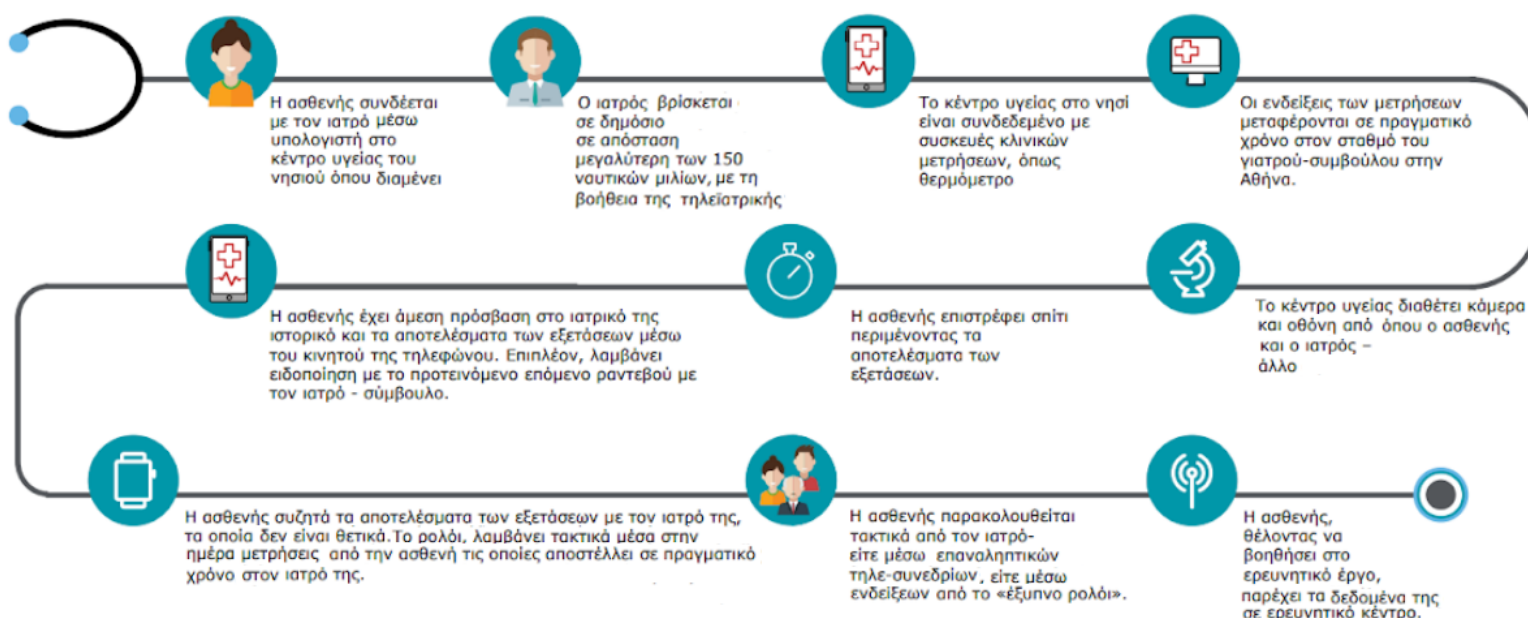 Η ασθενής συνδέεται
με τον ιατρό μέσω
υπολογιστή στο
κέντρο υγείας του
νησιού όπου διαμένει
Ο ιατρός βρίσκεται
σε δημόσιο
σε απόσταση
μεγαλύτερη των 150
ναυτικών μιλίων, με τη
βοήθεια της τηλεϊατρικής
Το κέντρο υγείας στο νησί
είναι συνδεδεμένο με
συσκευές κλινικών
μετρήσεων, όπως
θερμόμετρο
Οι ενδείξεις των μετρήσεων
μεταφέρονται σε πραγματικό
χρόνο στον σταθμό του
γιατρού-συμβούλου στην
Αθήνα.
Η ασθενής έχει άμεση πρόσβαση στο ιατρικό της
ιστορικό και τα αποτελέσματα των εξετάσεων μέσω
του κινητού της τηλεφώνου. Επιπλέον, λαμβάνει
ειδοποίηση με το προτεινόμενο επόμενο ραντεβού με
τον ιατρό - σύμβουλο.
Η ασθενής επιστρέφει σπίτι
περιμένοντας τα
αποτελέσματα των
εξετάσεων.
Το κέντρο υγείας διαθέτει κάμερα
και οθόνη από όπου ο ασθενής
και ο ιατρός –
άλλο
Η ασθενής συζητά τα αποτελέσματα των εξετάσεων με τον ιατρό της,
τα οποία δεν είναι θετικά. Το ρολόι, λαμβάνει τακτικά μέσα στην
ημέρα μετρήσεις από την ασθενή τις οποίες αποστέλλει σε πραγματικό
χρόνο στον ιατρό της.
Η ασθενής παρακολουθείται
τακτικά από τον ιατρό-
είτε μέσω επαναληπτικών
τηλε-συνεδρίων, είτε μέσω
ενδείξεων από το «έξυπνο ρολόι».
Η ασθενής,
θέλοντας να
βοηθήσει στο
ερευνητικό έργο,
παρέχει τα δεδομένα της
σε ερευνητικό κέντρο.